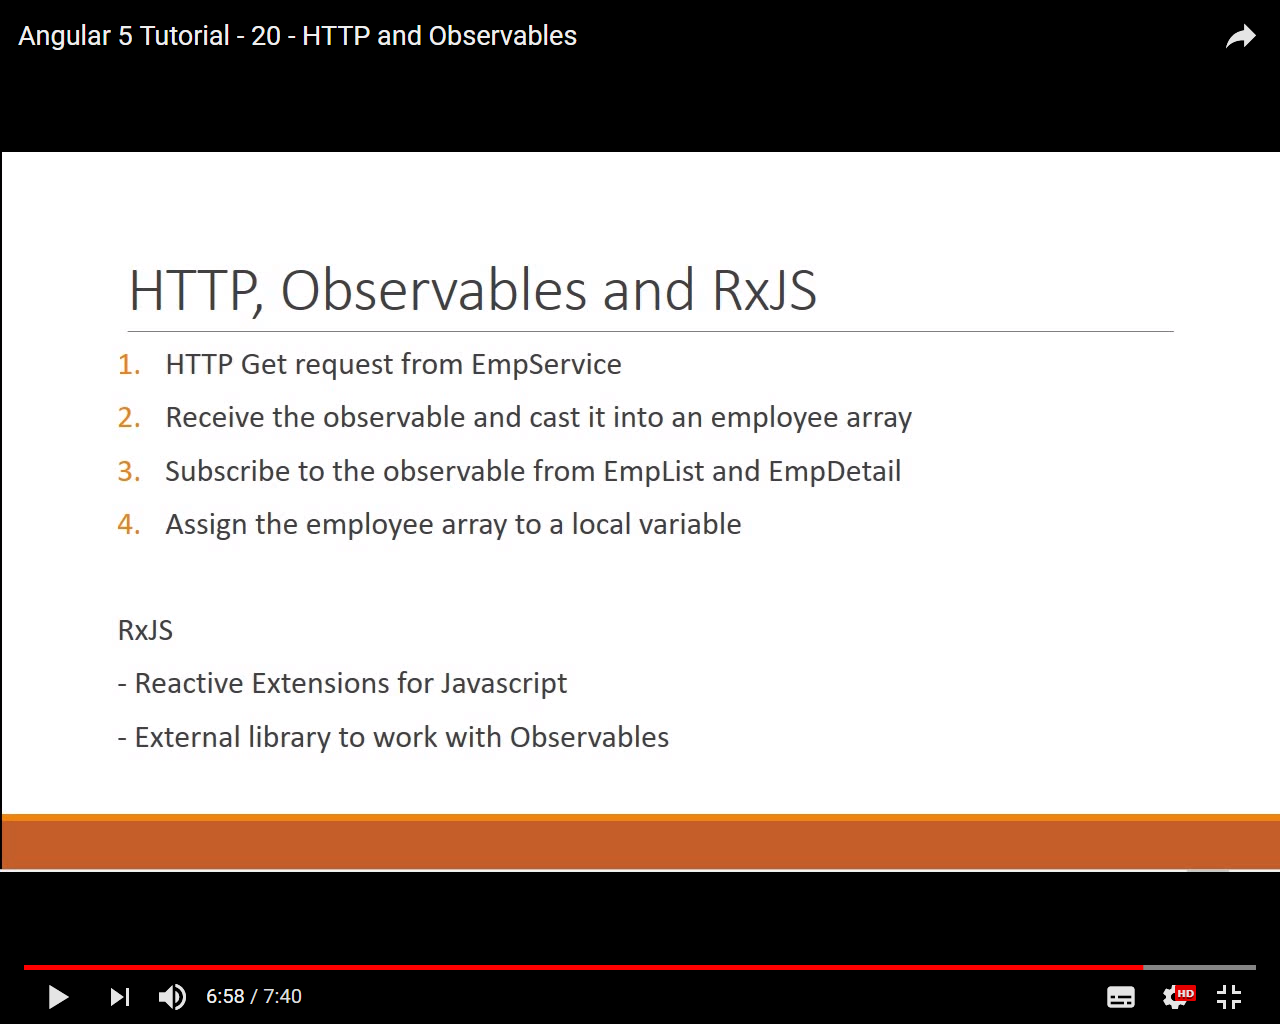 Angular 5 Tutorial - 20 - HTTP and Observables
HTTP, Observables and RxJS
1. HTTP Get request from EmpService
2. Receive the observable and cast it into an employee array
3. Subscribe to the observable from EmpList and EmpDetail
4. Assign the employee array to a local variable
RxJS
- Reactive Extensions for Javascript
- External library to work with Observables
6:58 / 7:40
HD